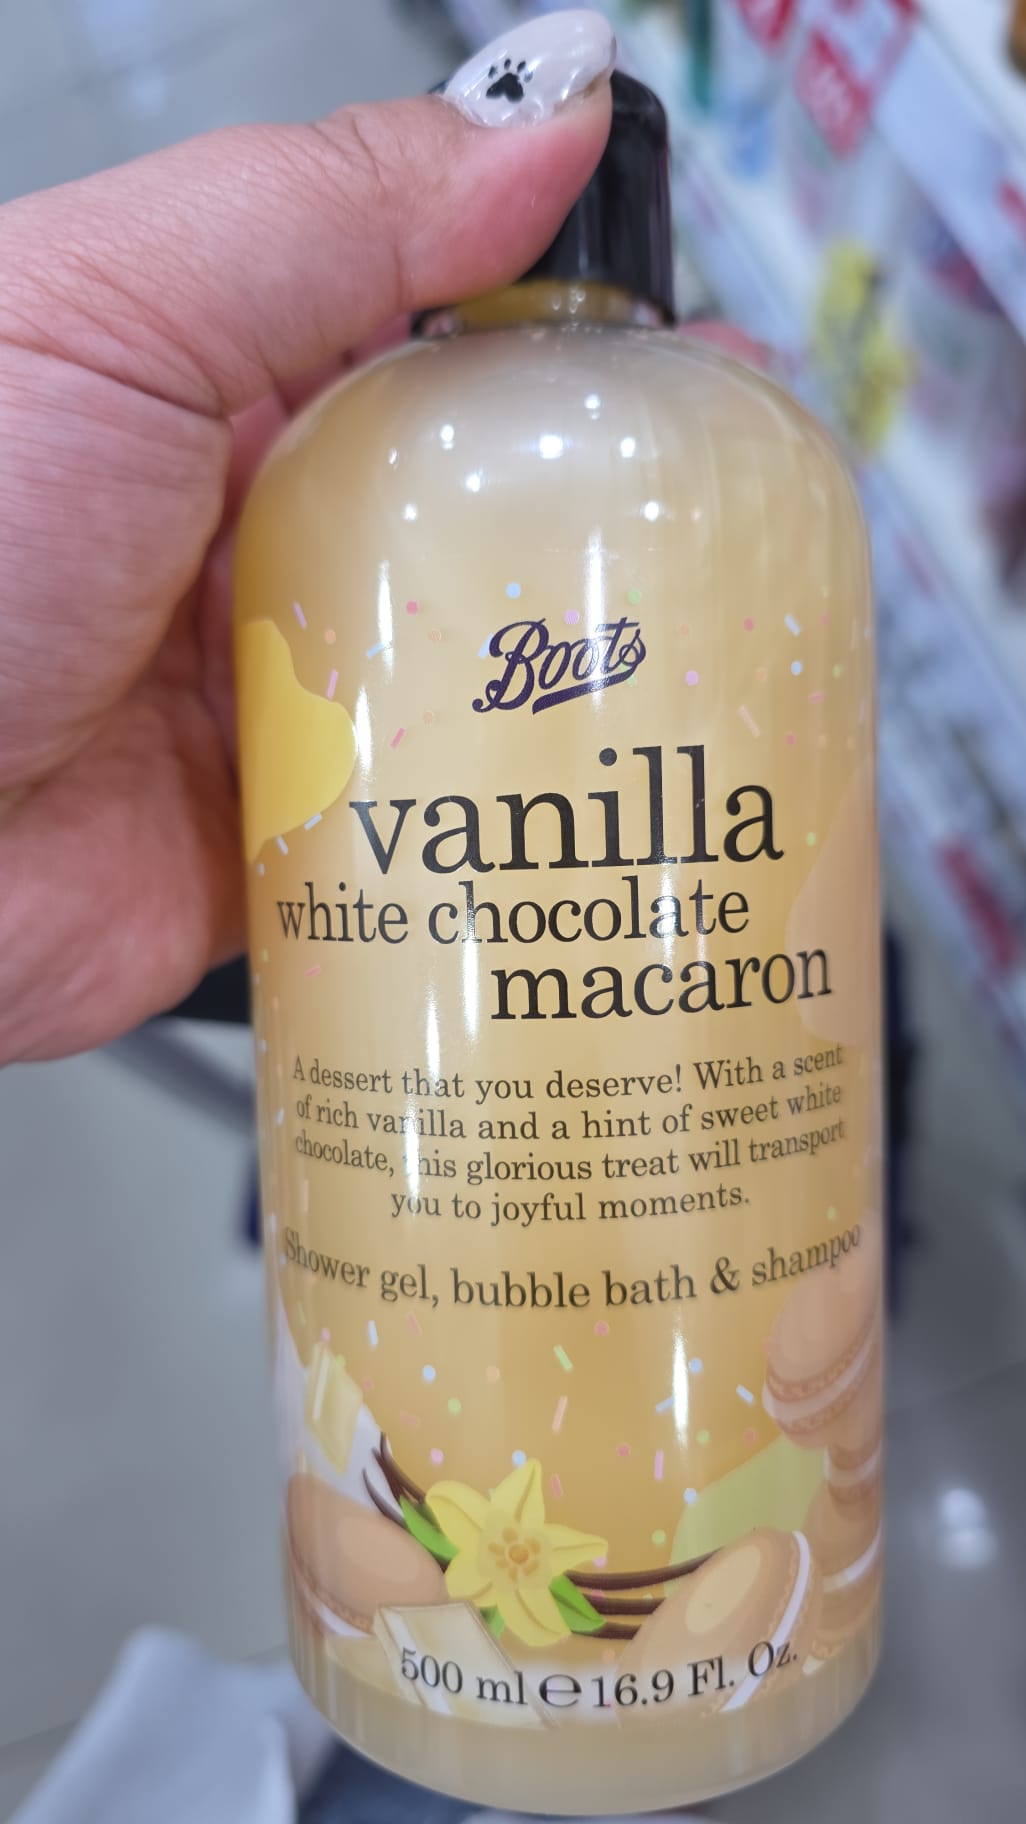 Boots
vanilla
white chocolate
macaron
A dessert that you deserve! With a scent
of rich vanilla and a hint of sweet white
chocolate, this glorious treat will transport
you to joyful moments.
Shower gel, bubble bath & shampoo
500 ml ℮ 16.9 Fl. Oz.